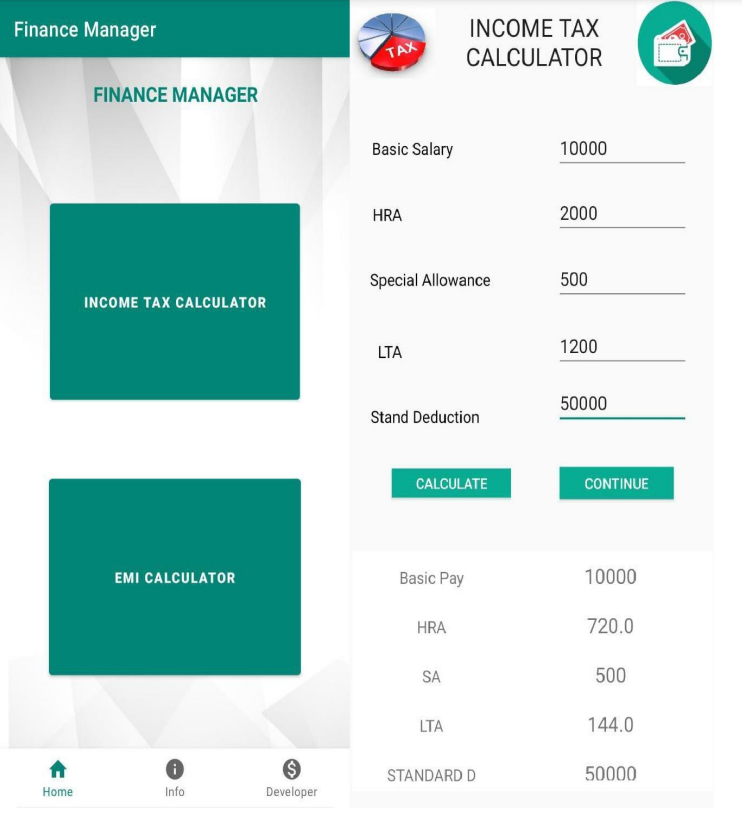 Finance Manager
FINANCE MANAGER
INCOME TAX CALCULATOR
EMI CALCULATOR
Home
Info
Developer
TAX
INCOME TAX
CALCULATOR
Basic Salary 10000
HRA 2000
Special Allowance 500
LTA 1200
Stand Deduction 50000
CALCULATE CONTINUE
Basic Pay 10000
HRA 720.0
SA 500
LTA 144.0
STANDARD D 50000